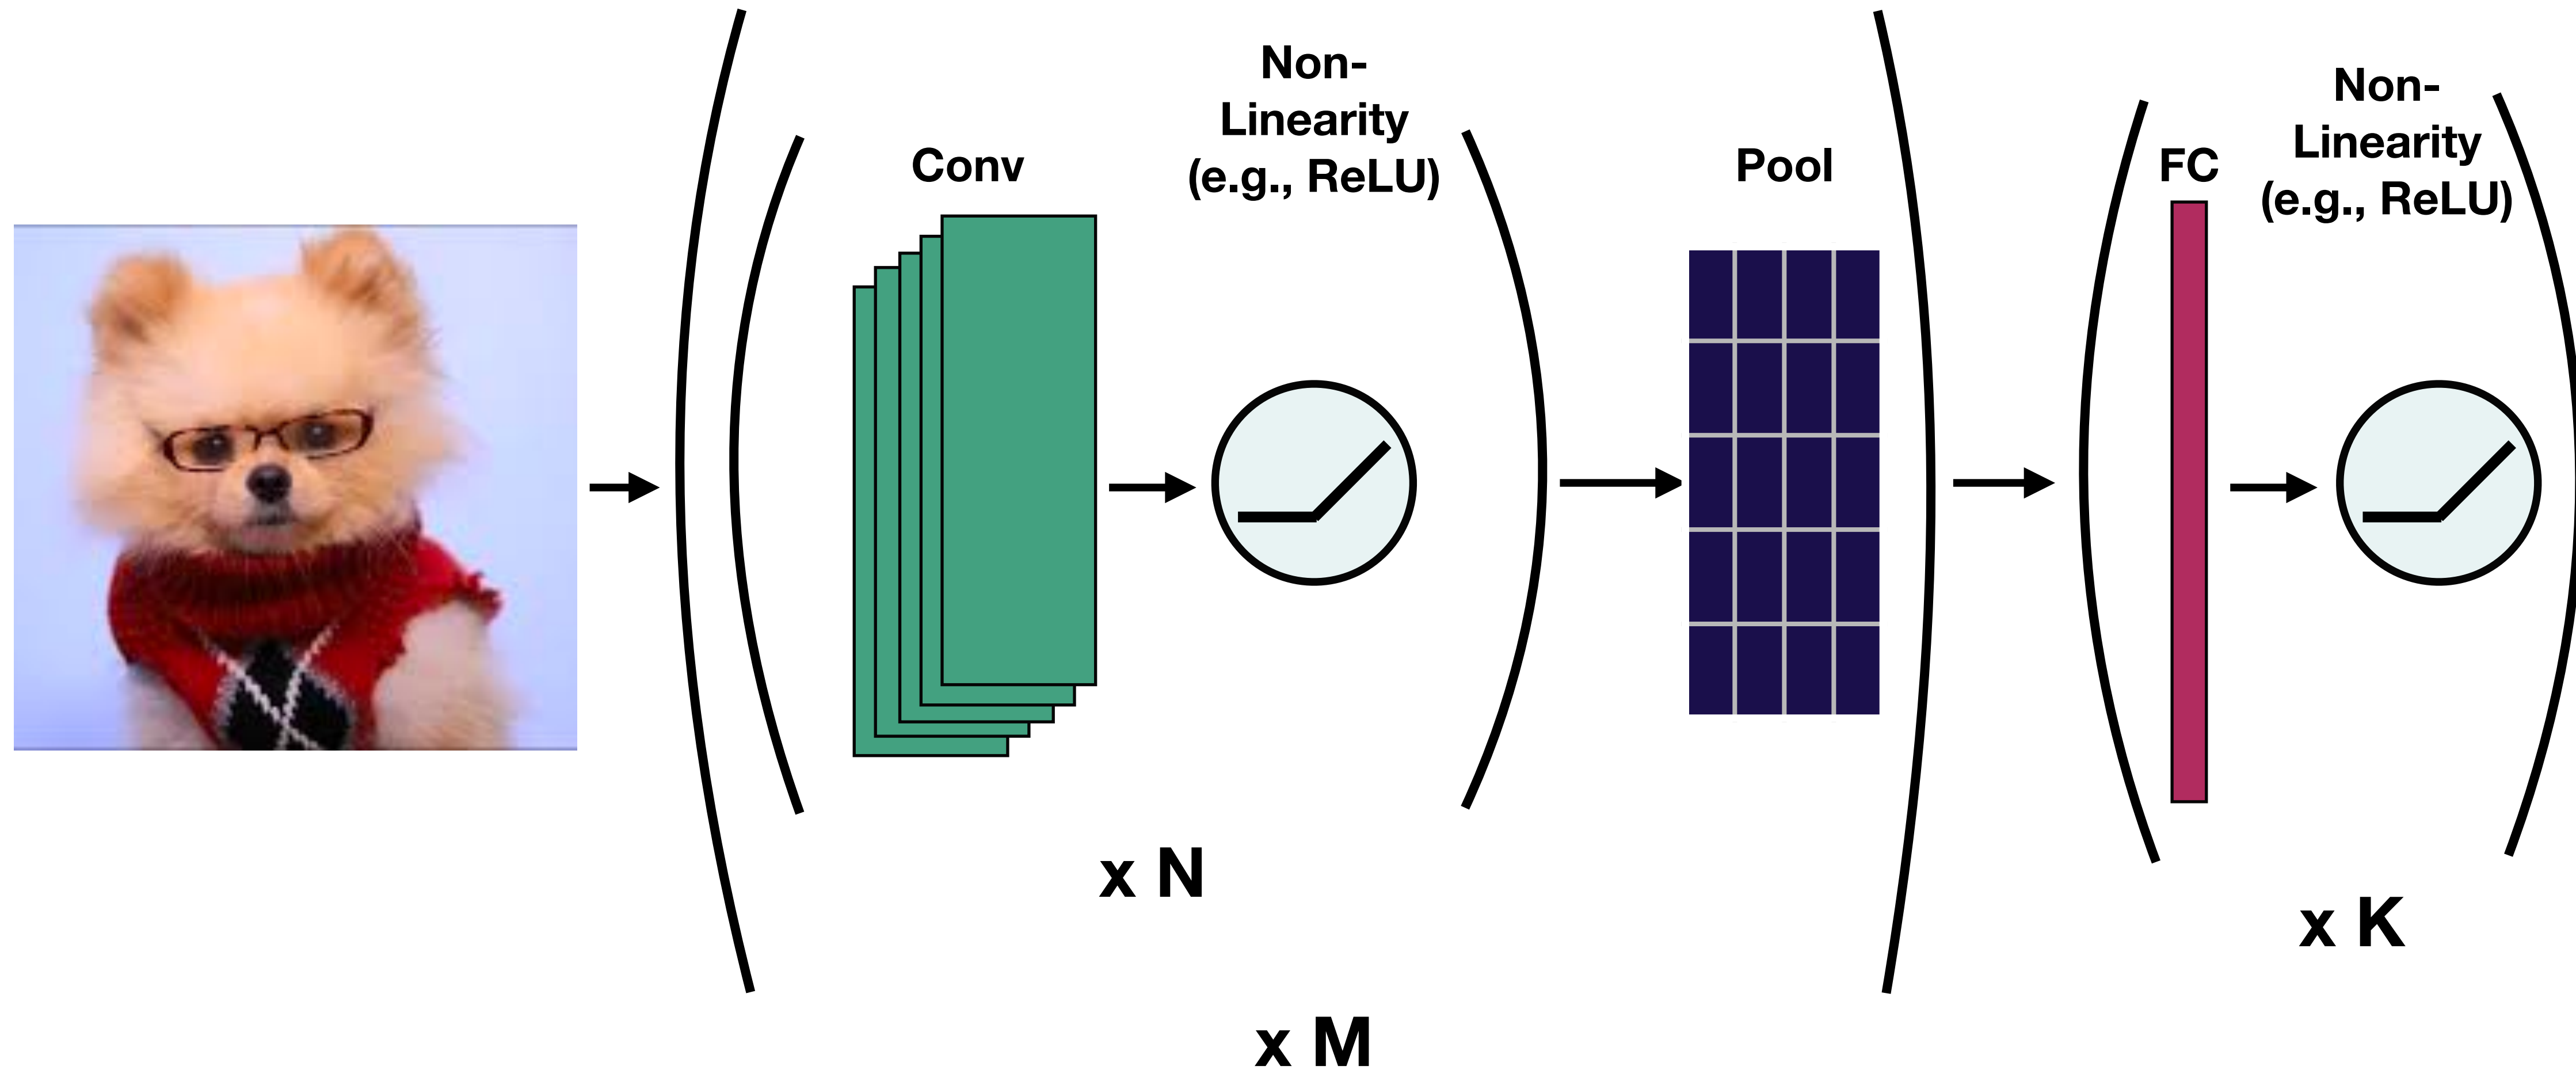 Conv
Non-
Linearity
(e.g., ReLU)
Pool
FC
Non-
Linearity
(e.g., ReLU)
x N
x K
x M